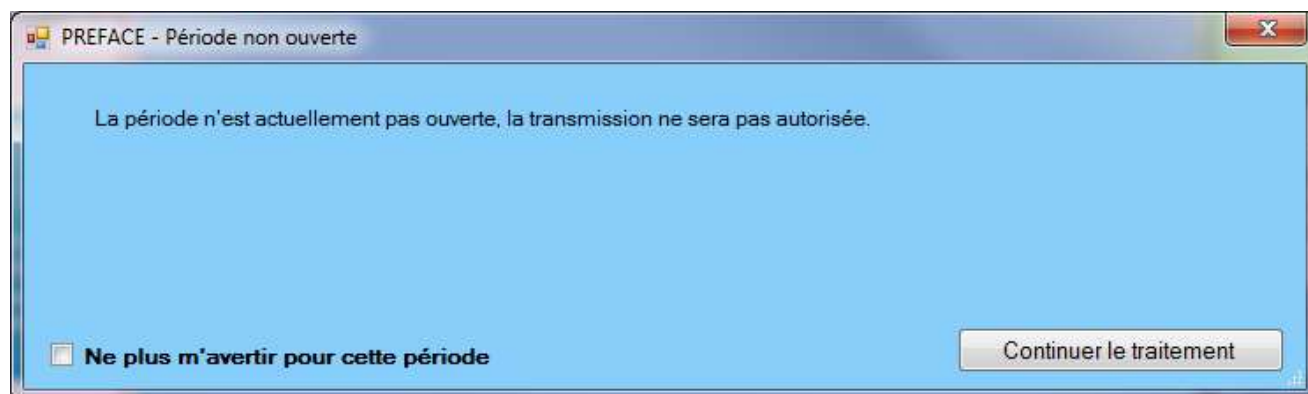 PREFACE - Période non ouverte
La période n'est actuellement pas ouverte, la transmission ne sera pas autorisée.
Ne plus m'avertir pour cette période
Continuer le traitement